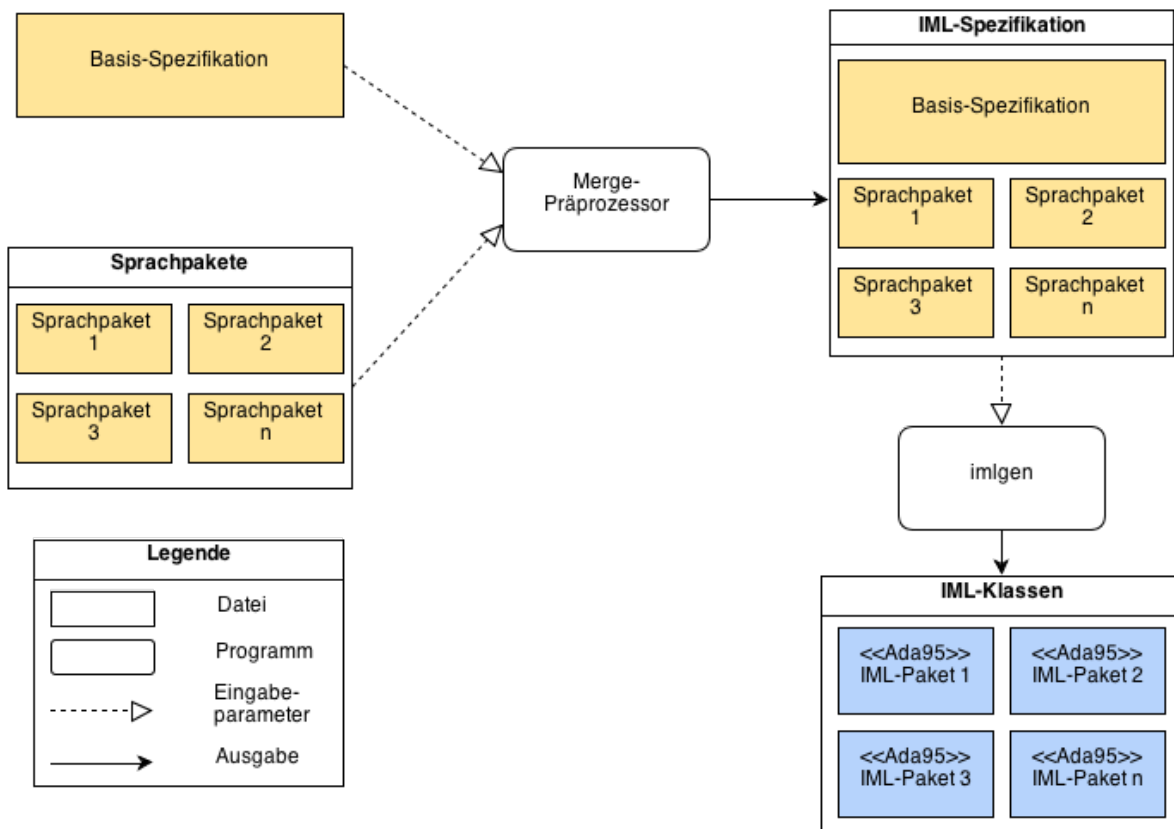 Basis-Spezifikation
Merge-
Präprozessor
IML-Spezifikation
Basis-Spezifikation
Sprachpaket
1
Sprachpaket
2
Sprachpaket
3
Sprachpaket
n
Sprachpakete
Sprachpaket
1
Sprachpaket
2
Sprachpaket
3
Sprachpaket
n
imlgen
Legende
Datei
Programm
Eingabe-
parameter
Ausgabe
IML-Klassen
<<Ada95>>
IML-Paket 1
<<Ada95>>
IML-Paket 2
<<Ada95>>
IML-Paket 3
<<Ada95>>
IML-Paket n